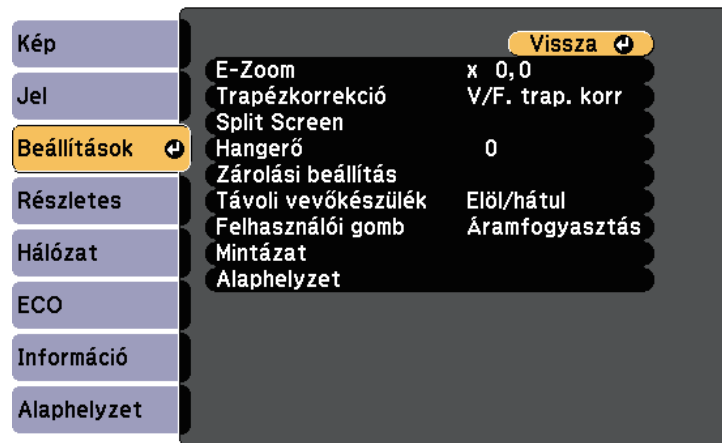 Kép
Jel
Beállítások
Részletes
Hálózat
ECO
Információ
Alaphelyzet
Vissza
E-Zoom x 0,0
Trapézkorrekció V/F. trap. korr
Split Screen
Hangerő 0
Zárolási beállítás
Távoli vevőkészülék Elöl/hátul
Felhasználói gomb Áramfogyasztás
Mintázat
Alaphelyzet